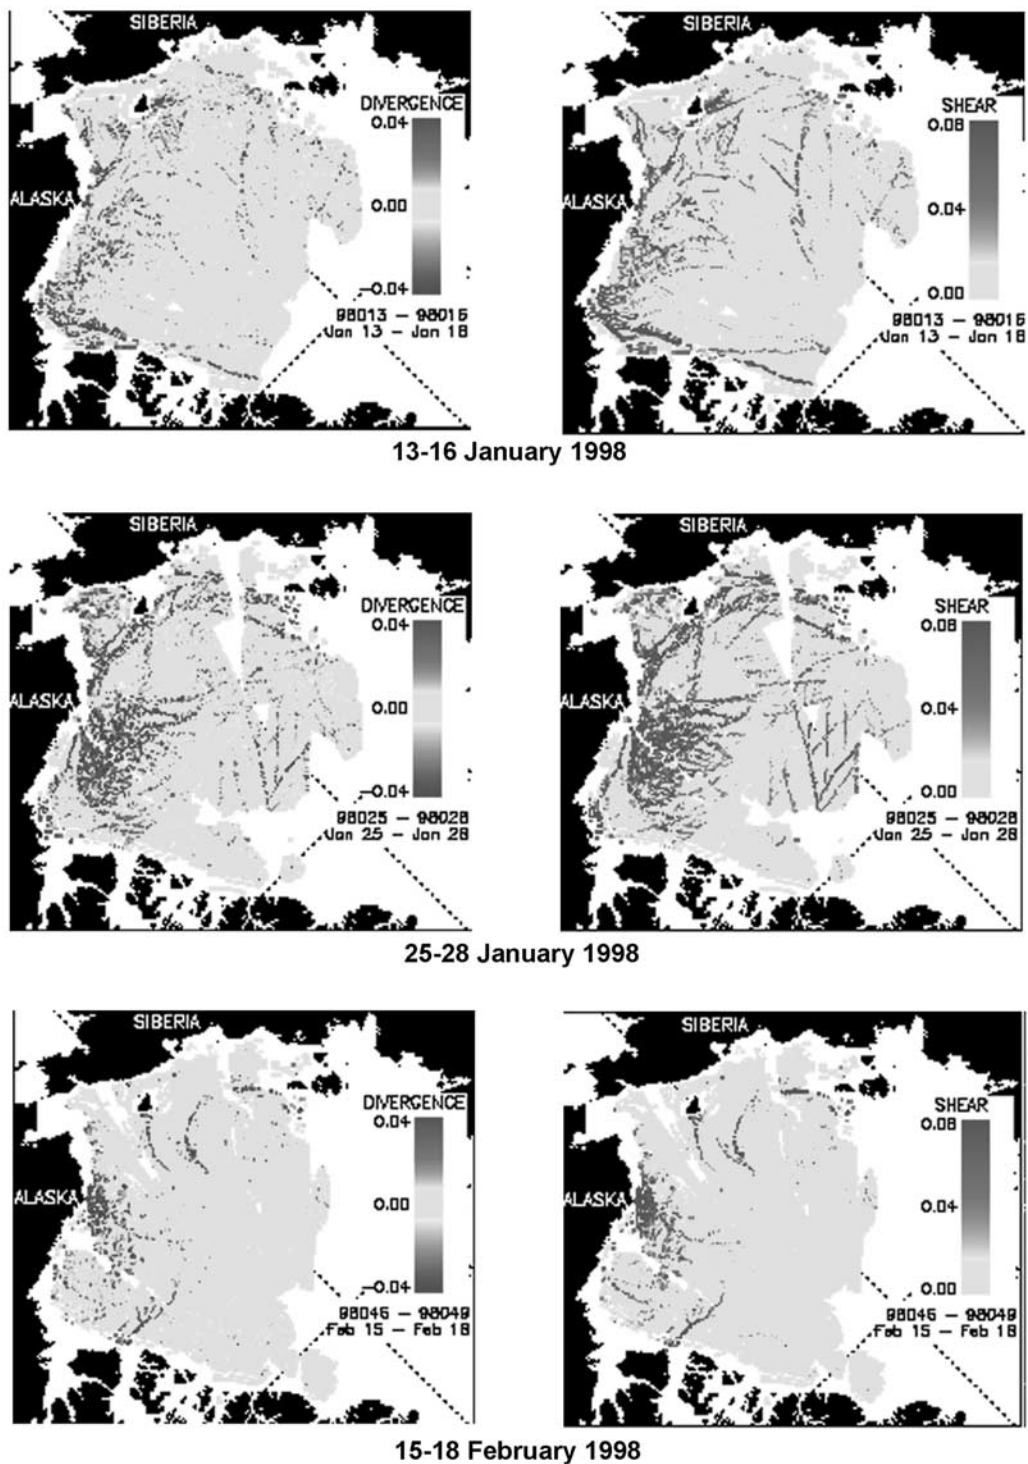 SIBERIA
DIVERGENCE
0.04
ALASKA
0.00
-0.04
98013 - 98016
Jan 13 - Jan 16
SIBERIA
SHEAR
0.08
ALASKA
0.04
0.00
98013 - 98016
Jan 13 - Jan 16
13-16 January 1998
SIBERIA
DIVERGENCE
0.04
ALASKA
0.00
-0.04
98025 - 98028
Jan 25 - Jan 28
SIBERIA
SHEAR
0.08
ALASKA
0.04
0.00
98025 - 98028
Jan 25 - Jan 28
25-28 January 1998
SIBERIA
DIVERGENCE
0.04
ALASKA
0.00
-0.04
98046 - 98049
Feb 15 - Feb 18
SIBERIA
SHEAR
0.08
ALASKA
0.04
0.00
98046 - 98049
Feb 15 - Feb 18
15-18 February 1998